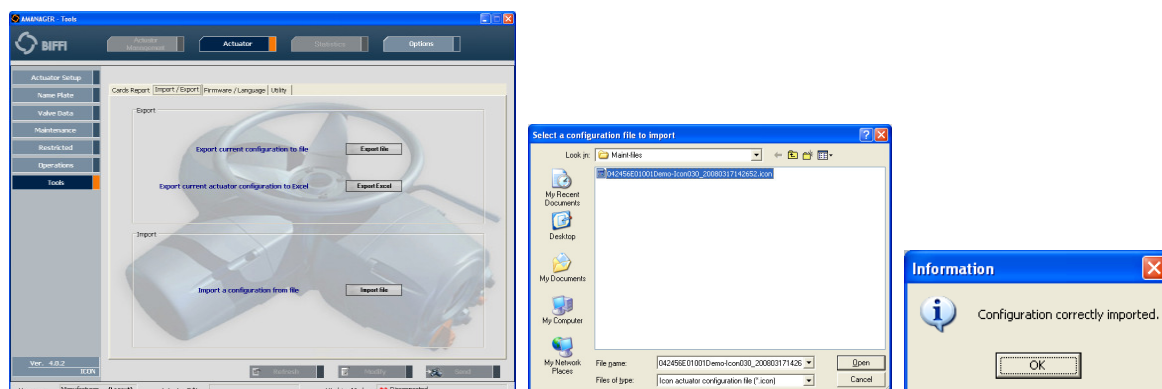 AMANAGER - Tools
BIFFI
Actuator Management
Actuator
Diagnostics
Options
Actuator Setup
Name Plate
Valve Data
Maintenance
Restricted
Operations
Tools
Cards Report
Import / Export
Firmware / Language
Utility
Export
Export current configuration to file
Export file
Export current actuator configuration to Excel
Export Excel
Import
Import a configuration from file
Import file
Ver. 4.0.2
ICON
Refresh
Modify
Send
Select a configuration file to import
Look in:
Maint-files
042456E01001Demo-Icon030_20080317142652.icon
My Recent
Documents
Desktop
My Documents
My Computer
My Network
Places
File name:
042456E01001Demo-Icon030_200803171426
Open
Files of type:
Icon actuator configuration file (*.icon)
Cancel
Information
Configuration correctly imported.
OK